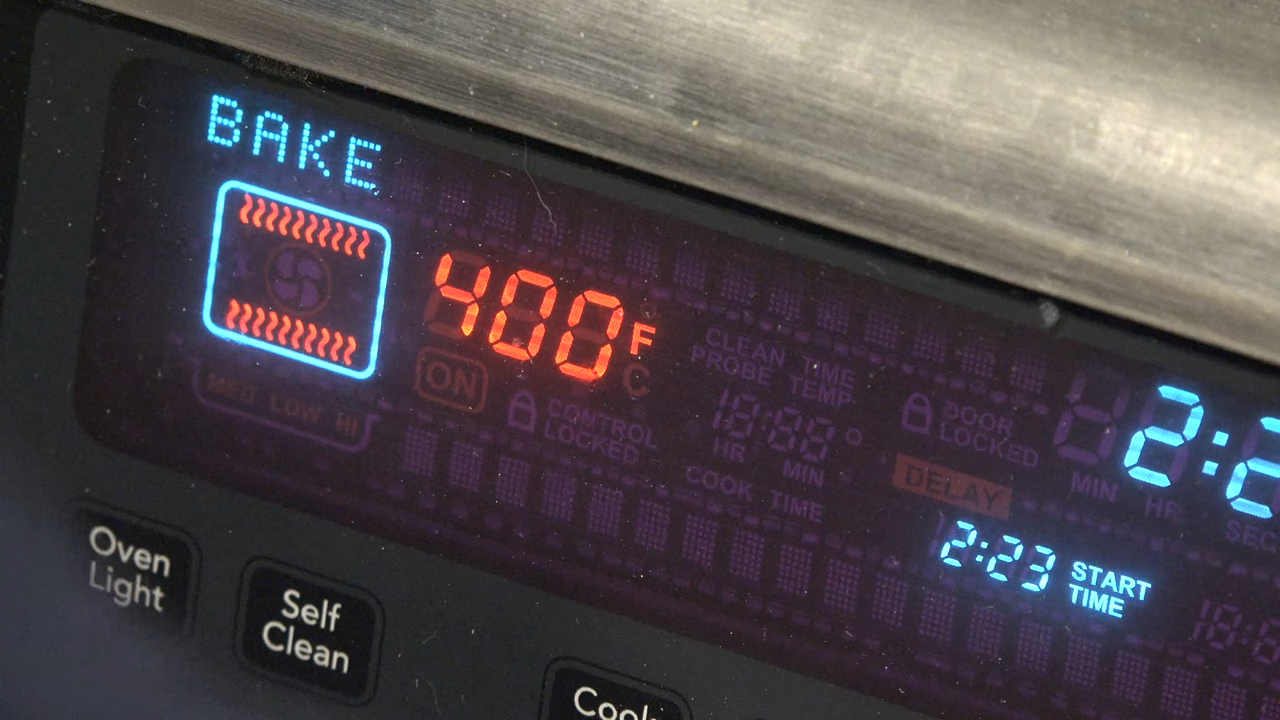 BAKE
400 F
C
ON
MED LOW HI
CONTROL
LOCKED
CLEAN TIME
PROBE TEMP
18:88
HR MIN
COOK TIME
DOOR
LOCKED
DELAY
MIN HR SEC
2:2
2:23 START
TIME
Oven
Light
Self
Clean
Cook